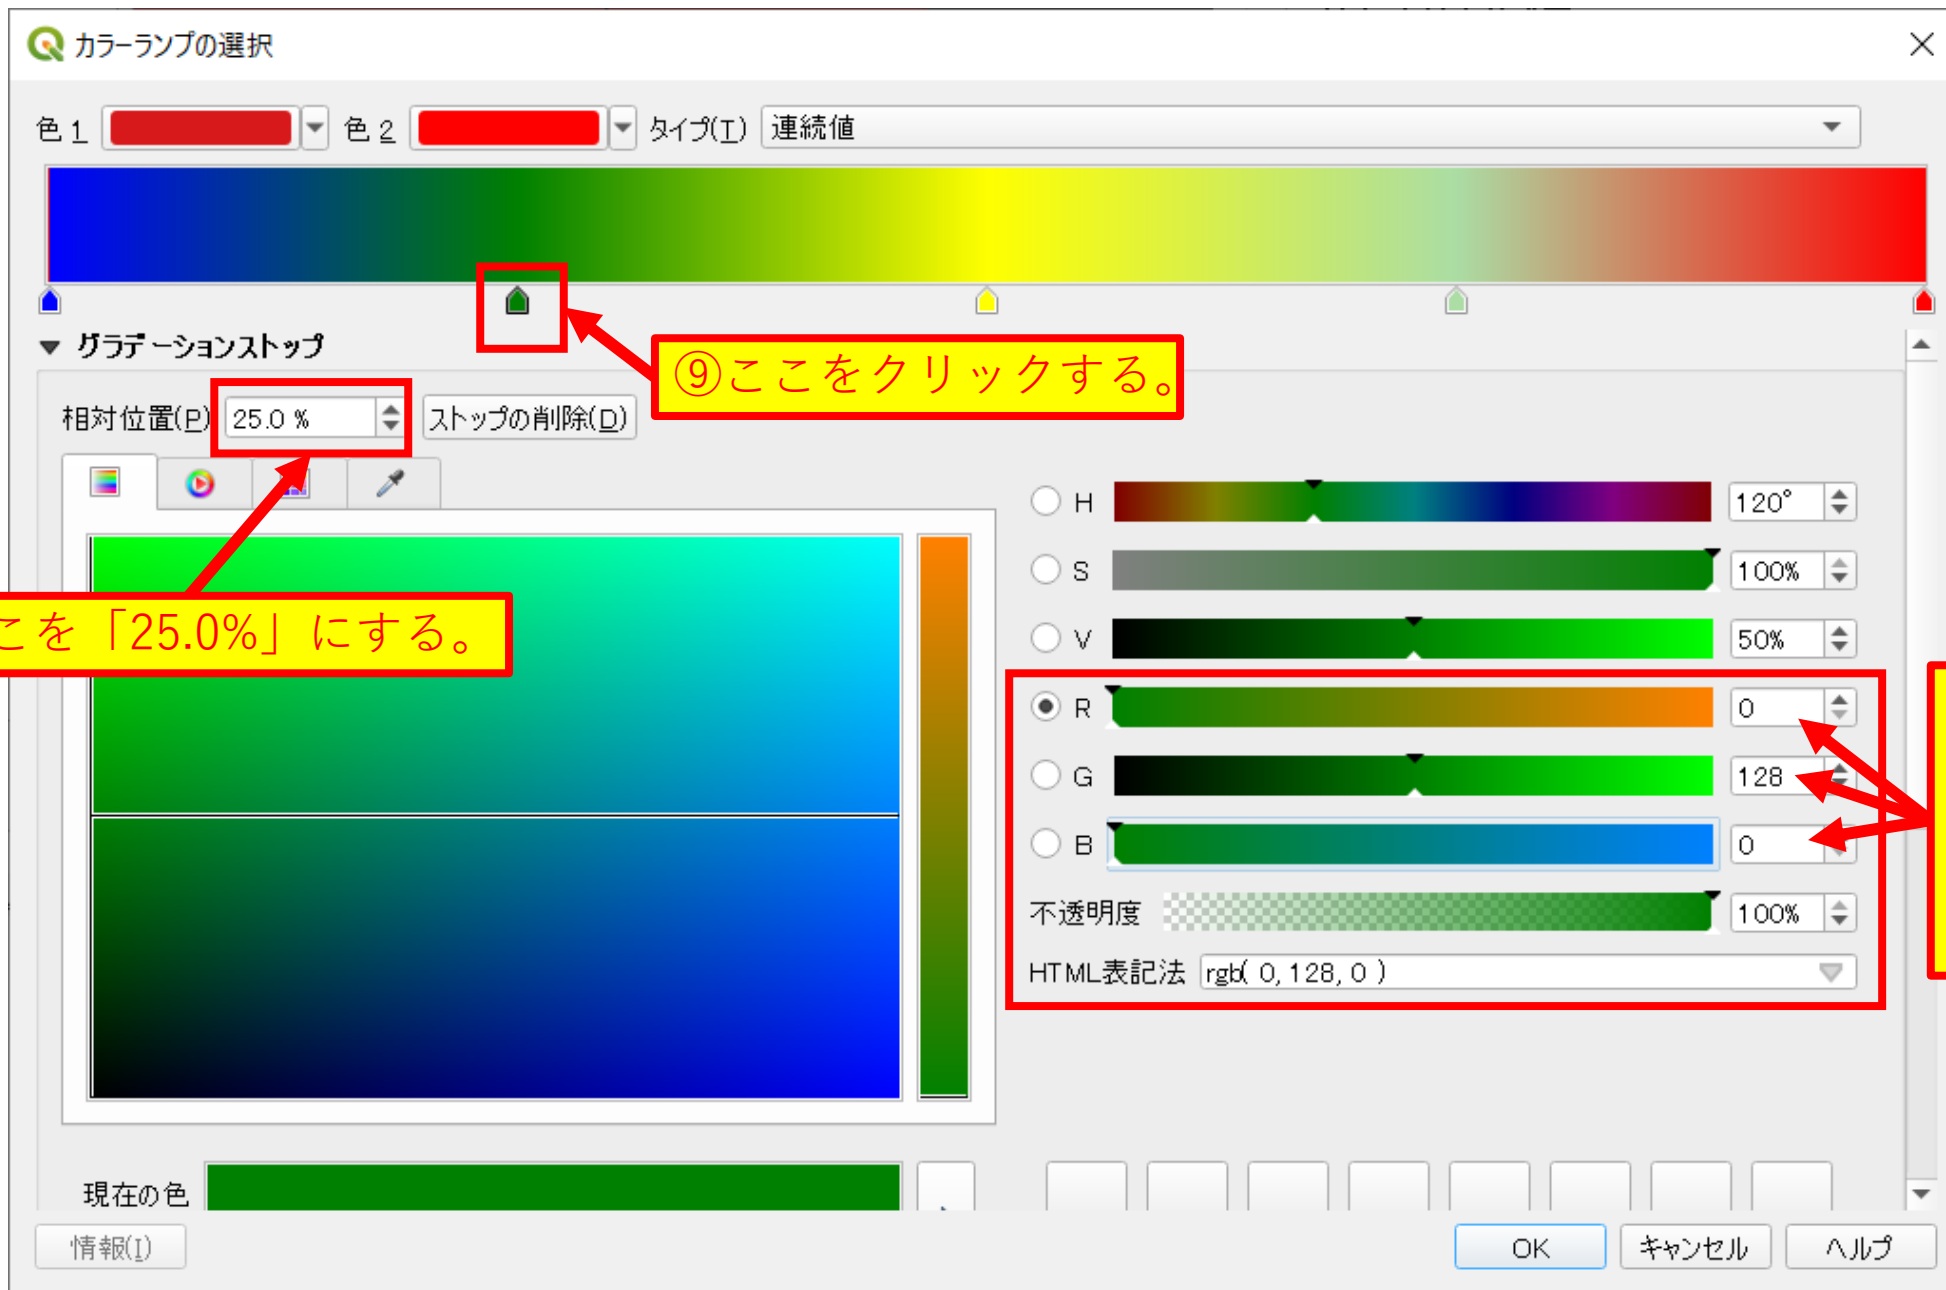 カラーランプの選択
色 1
色 2
タイプ(T)
連続値
グラデーションストップ
⑨ここをクリックする。
相対位置(P)
25.0 %
ストップの削除(D)
H
120°
S
100%
こを「25.0%」にする。
V
50%
R
0
G
128
B
0
不透明度
100%
HTML表記法
rgb( 0, 128, 0 )
現在の色
情報(I)
OK
キャンセル
ヘルプ